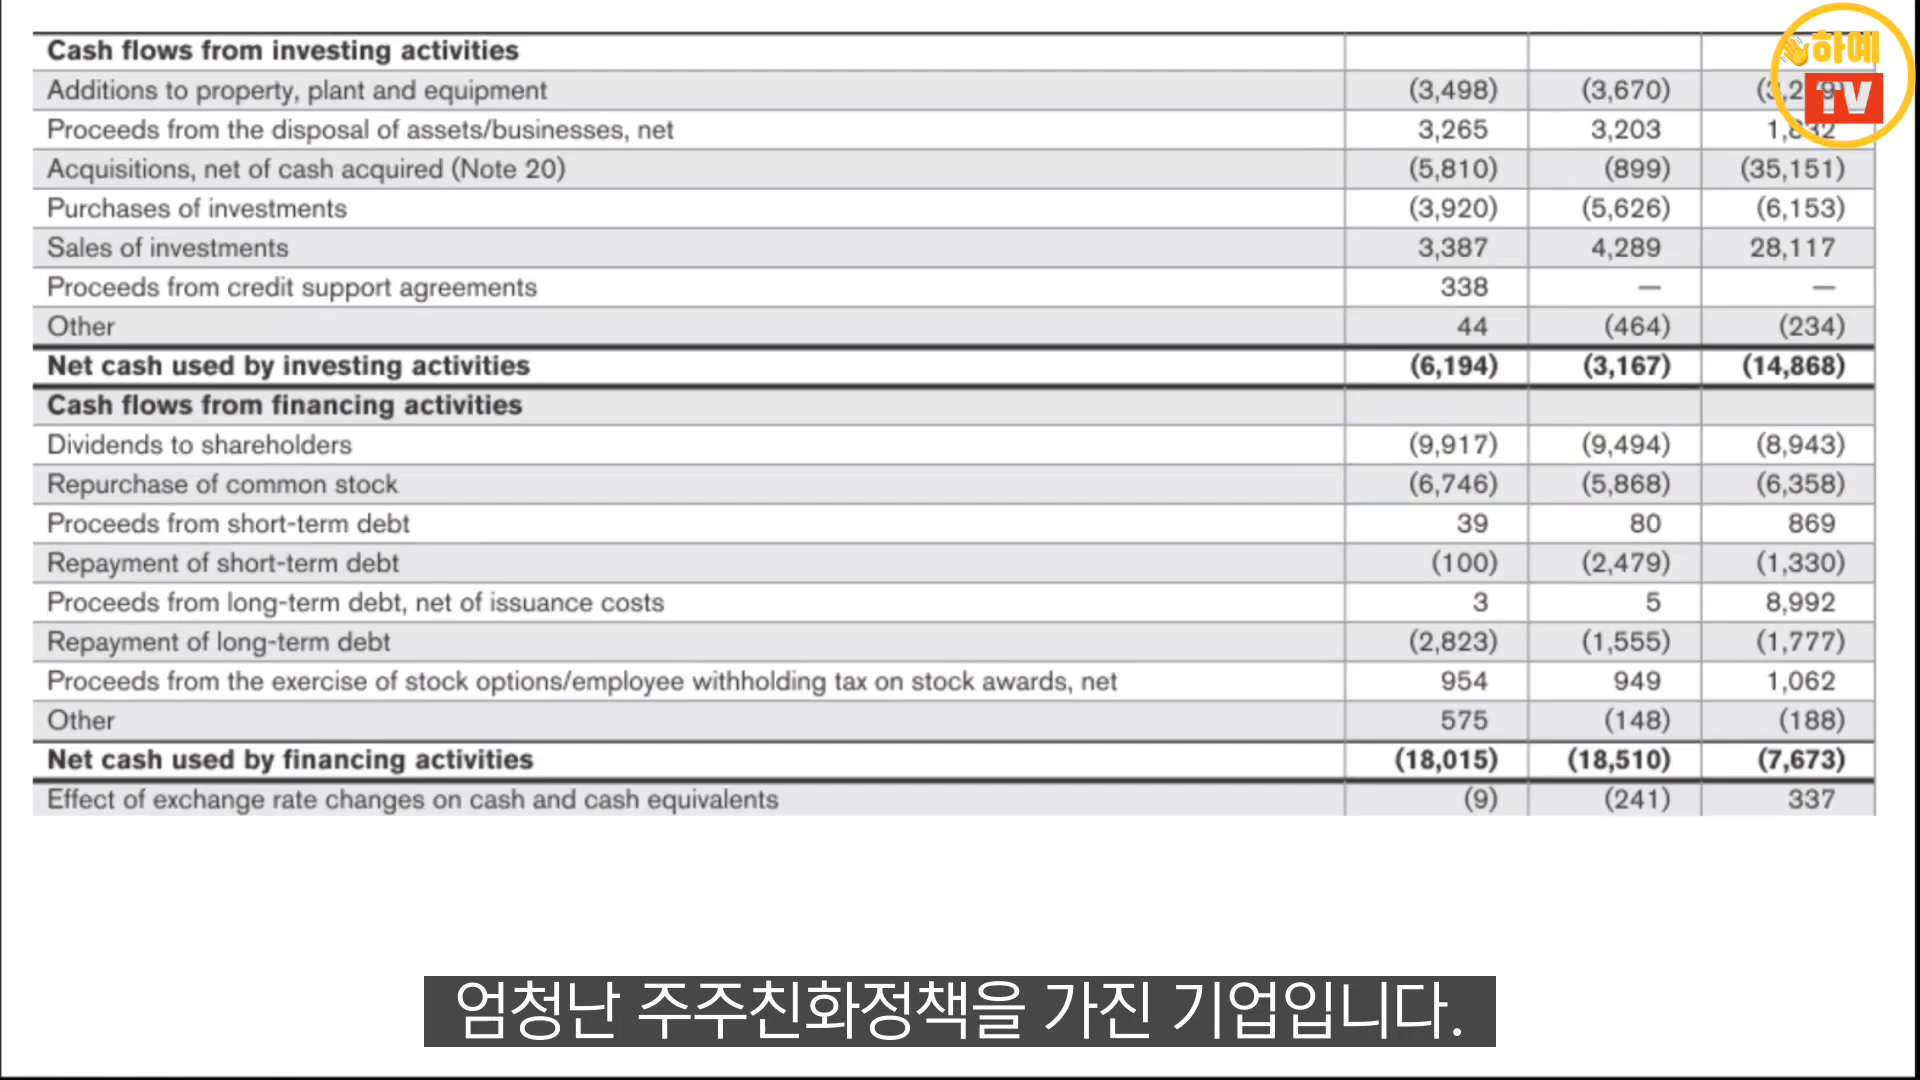 Cash flows from investing activities
Additions to property, plant and equipment (3,498) (3,670)
Proceeds from the disposal of assets/businesses, net 3,265 3,203 1,832
Acquisitions, net of cash acquired (Note 20) (5,810) (899) (35,151)
Purchases of investments (3,920) (5,626) (6,153)
Sales of investments 3,387 4,289 28,117
Proceeds from credit support agreements 338 — —
Other 44 (464) (234)
Net cash used by investing activities (6,194) (3,167) (14,868)
Cash flows from financing activities
Dividends to shareholders (9,917) (9,494) (8,943)
Repurchase of common stock (6,746) (5,868) (6,358)
Proceeds from short-term debt 39 80 869
Repayment of short-term debt (100) (2,479) (1,330)
Proceeds from long-term debt, net of issuance costs 3 5 8,992
Repayment of long-term debt (2,823) (1,555) (1,777)
Proceeds from the exercise of stock options/employee withholding tax on stock awards, net 954 949 1,062
Other 575 (148) (188)
Net cash used by financing activities (18,015) (18,510) (7,673)
Effect of exchange rate changes on cash and cash equivalents (9) (241) 337
하예
TV
엄청난 주주친화정책을 가진 기업입니다.